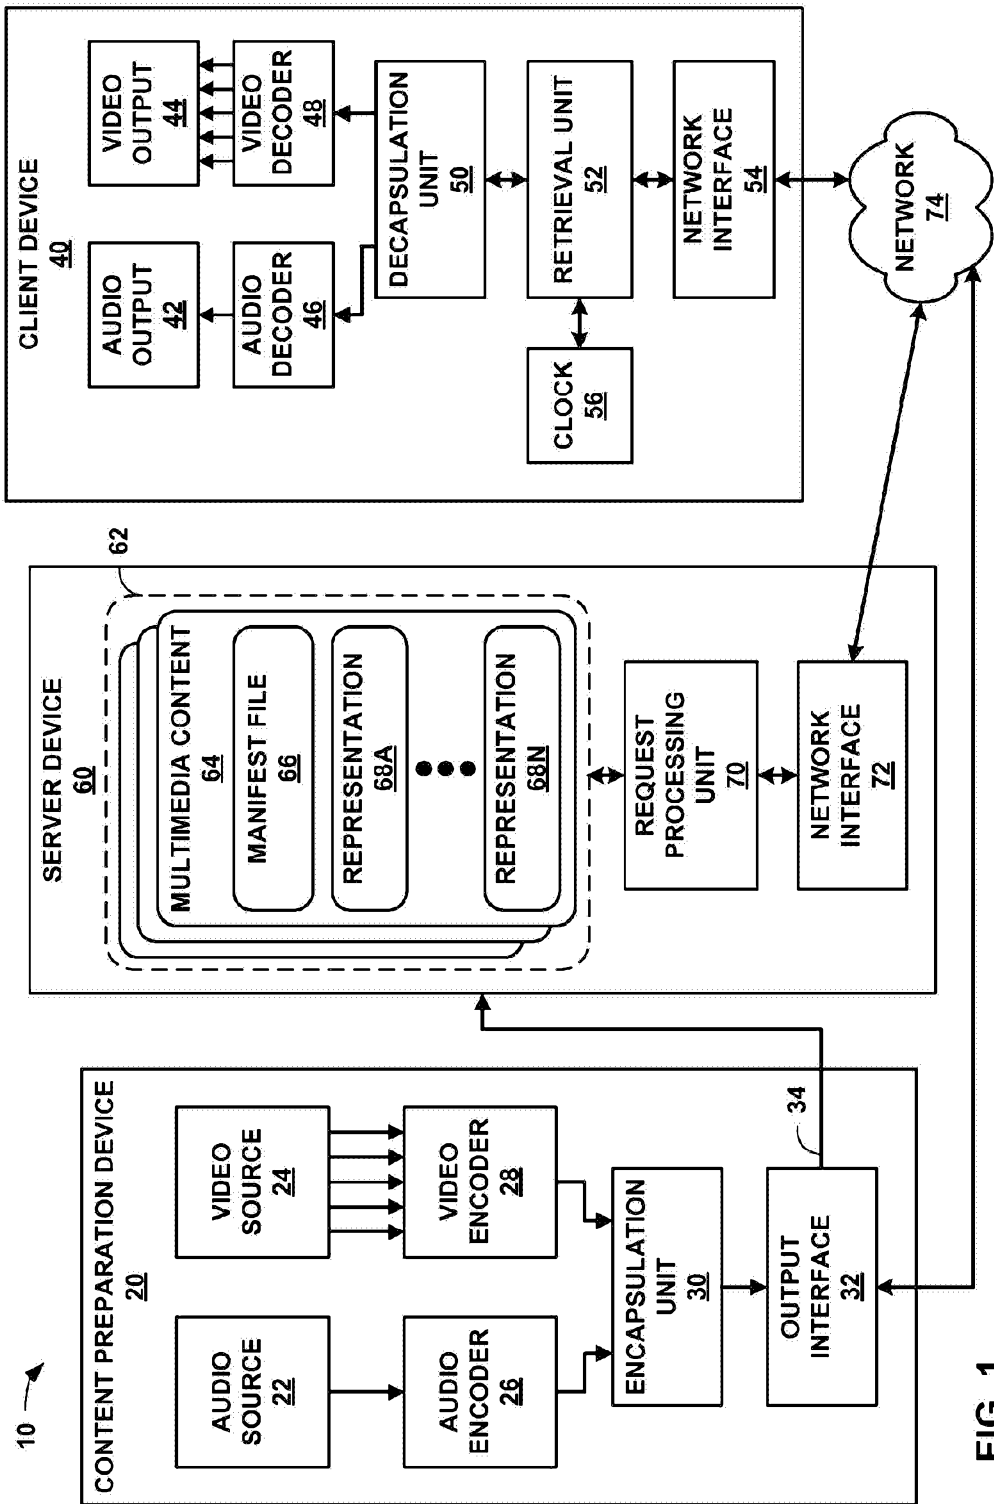 10
CONTENT PREPARATION DEVICE
20
AUDIO
SOURCE
22
VIDEO
SOURCE
24
AUDIO
ENCODER
26
VIDEO
ENCODER
28
ENCAPSULATION
UNIT
30
OUTPUT
INTERFACE
32
34
SERVER DEVICE
60
62
MULTIMEDIA CONTENT
64
MANIFEST FILE
66
REPRESENTATION
68A
REPRESENTATION
68N
REQUEST
PROCESSING
UNIT
70
NETWORK
INTERFACE
72
CLIENT DEVICE
40
AUDIO
OUTPUT
42
VIDEO
OUTPUT
44
AUDIO
DECODER
46
VIDEO
DECODER
48
DECAPSULATION
UNIT
50
CLOCK
56
RETRIEVAL UNIT
52
NETWORK
INTERFACE
54
NETWORK
74
FIG. 1